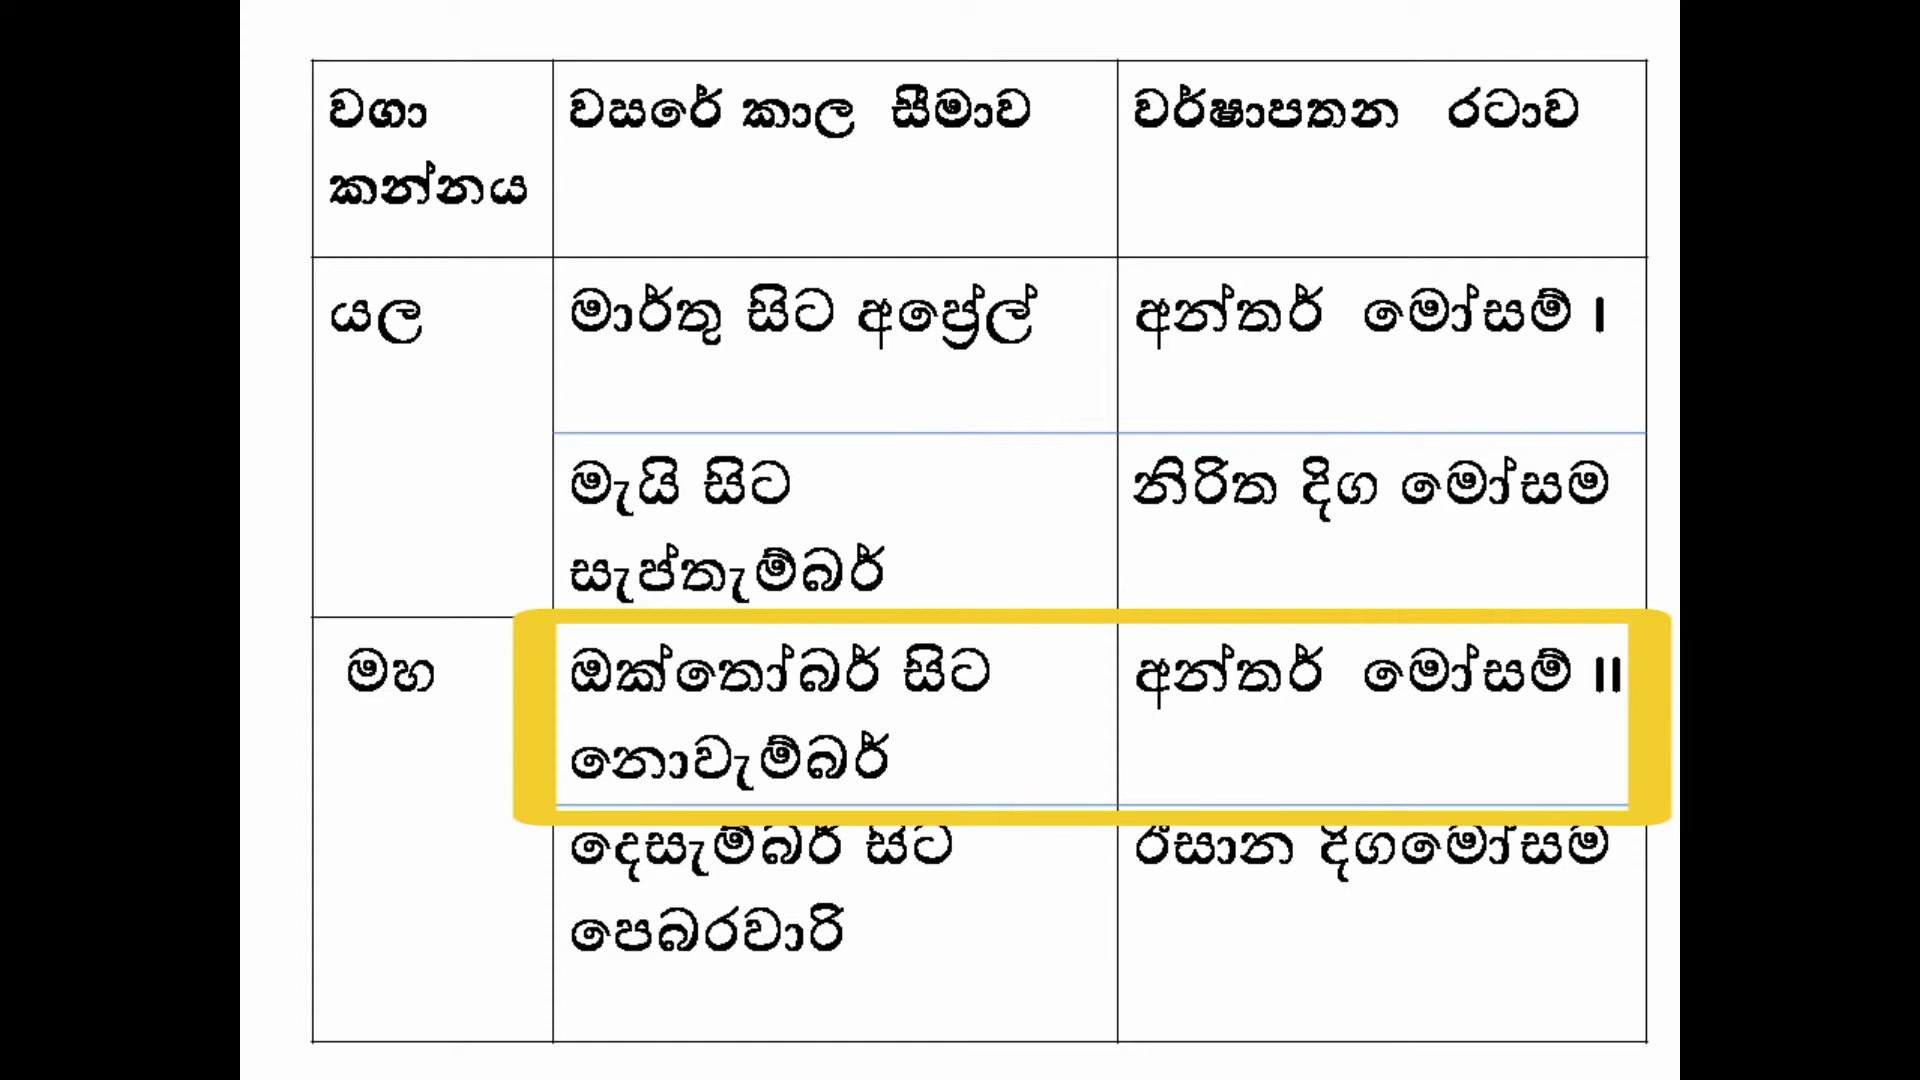 වගා
කන්නය
වසරේ කාල සීමාව
වර්ෂාපතන රටාව
යල
මාර්තු සිට අප්‍රේල්
අන්තර් මෝසම් I
මැයි සිට
සැප්තැම්බර්
නිරිත දිග මෝසම
මහ
ඔක්තෝබර් සිට
නොවැම්බර්
අන්තර් මෝසම් II
දෙසැම්බර් සිට
පෙබරවාරි
ඊසාන දිගමෝසම